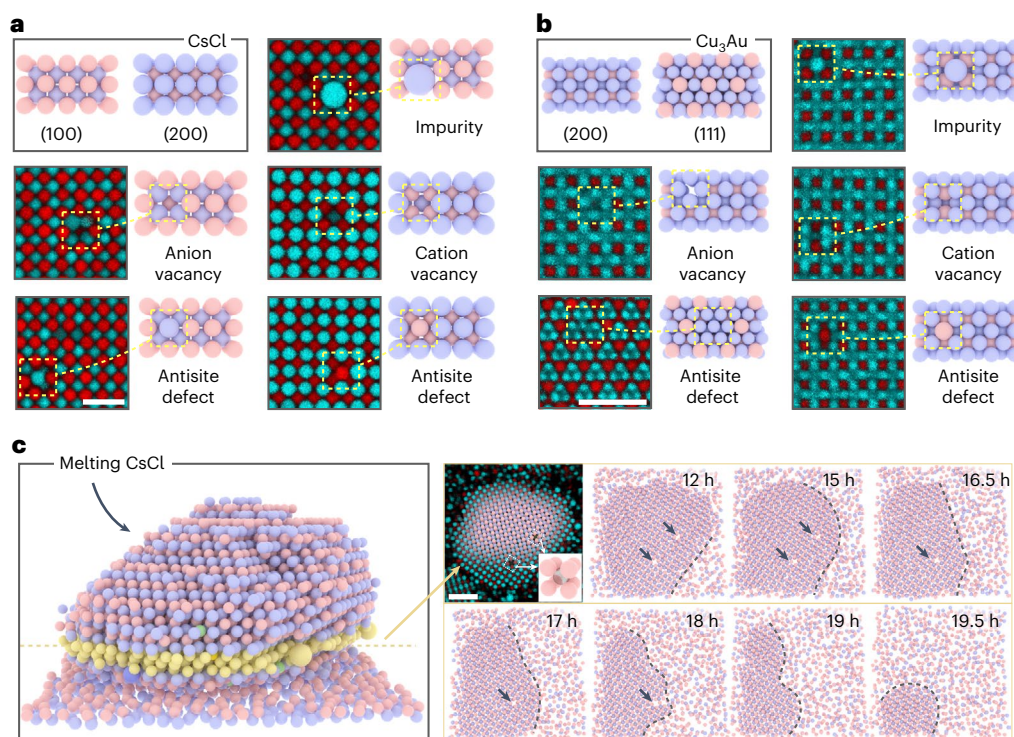 a
CsCl
(100)
(200)
Impurity
Anion
vacancy
Cation
vacancy
Antisite
defect
Antisite
defect
b
Cu3Au
(200)
(111)
Impurity
Anion
vacancy
Cation
vacancy
Antisite
defect
Antisite
defect
c
Melting CsCl
12 h
15 h
16.5 h
17 h
18 h
19 h
19.5 h